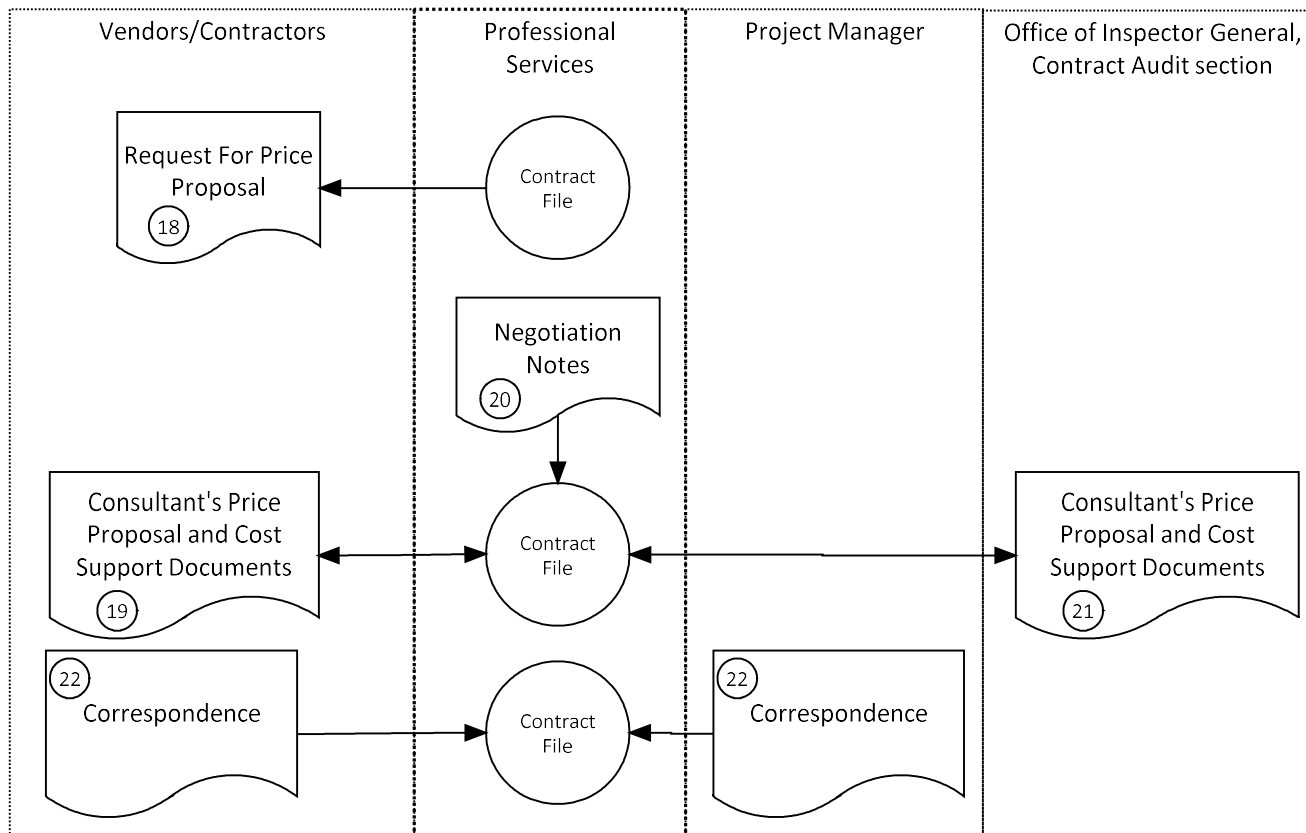 Vendors/Contractors
Professional
Services
Project Manager
Office of Inspector General,
Contract Audit section
Request For Price
Proposal
18
Contract
File
Negotiation
Notes
20
Consultant's Price
Proposal and Cost
Support Documents
19
Contract
File
Consultant's Price
Proposal and Cost
Support Documents
21
22
Correspondence
Contract
File
22
Correspondence